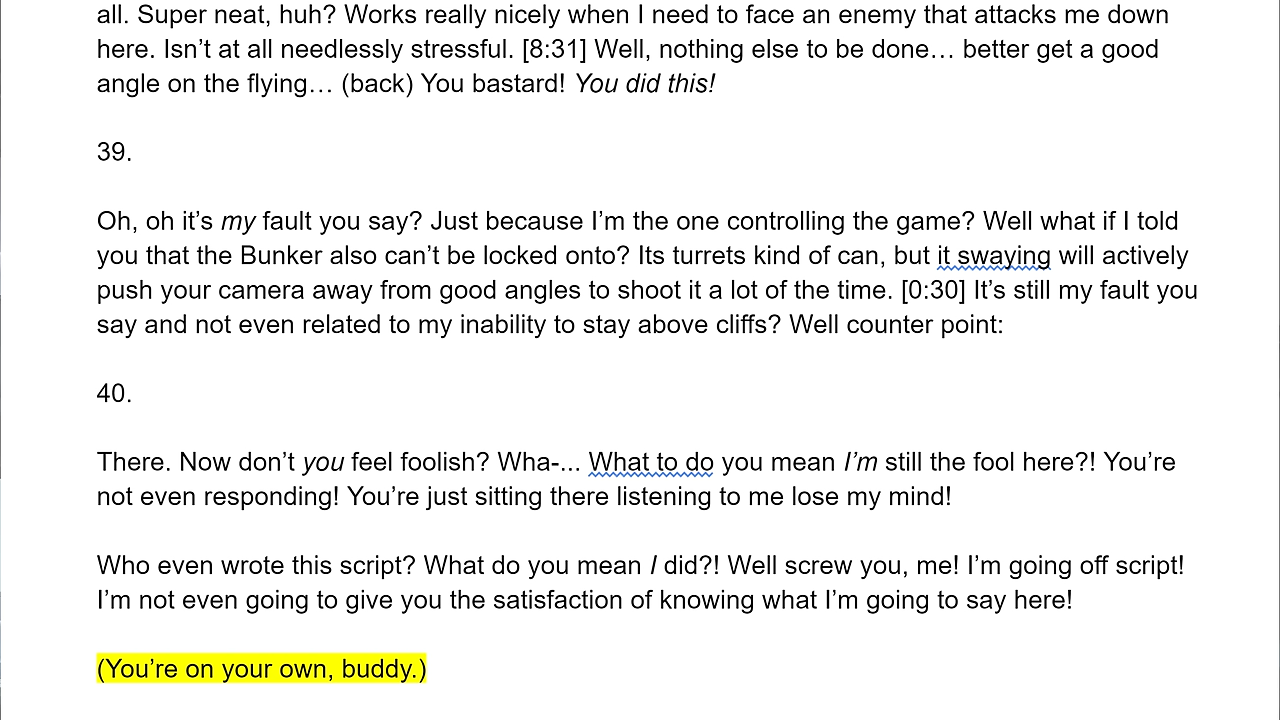 all. Super neat, huh? Works really nicely when I need to face an enemy that attacks me down
here. Isn’t at all needlessly stressful. [8:31] Well, nothing else to be done… better get a good
angle on the flying… (back) You bastard! You did this!
39.
Oh, oh it’s my fault you say? Just because I’m the one controlling the game? Well what if I told
you that the Bunker also can’t be locked onto? Its turrets kind of can, but it swaying will actively
push your camera away from good angles to shoot it a lot of the time. [0:30] It’s still my fault you
say and not even related to my inability to stay above cliffs? Well counter point:
40.
There. Now don’t you feel foolish? Wha-... What to do you mean I’m still the fool here?! You’re
not even responding! You’re just sitting there listening to me lose my mind!
Who even wrote this script? What do you mean I did?! Well screw you, me! I’m going off script!
I’m not even going to give you the satisfaction of knowing what I’m going to say here!
(You’re on your own, buddy.)